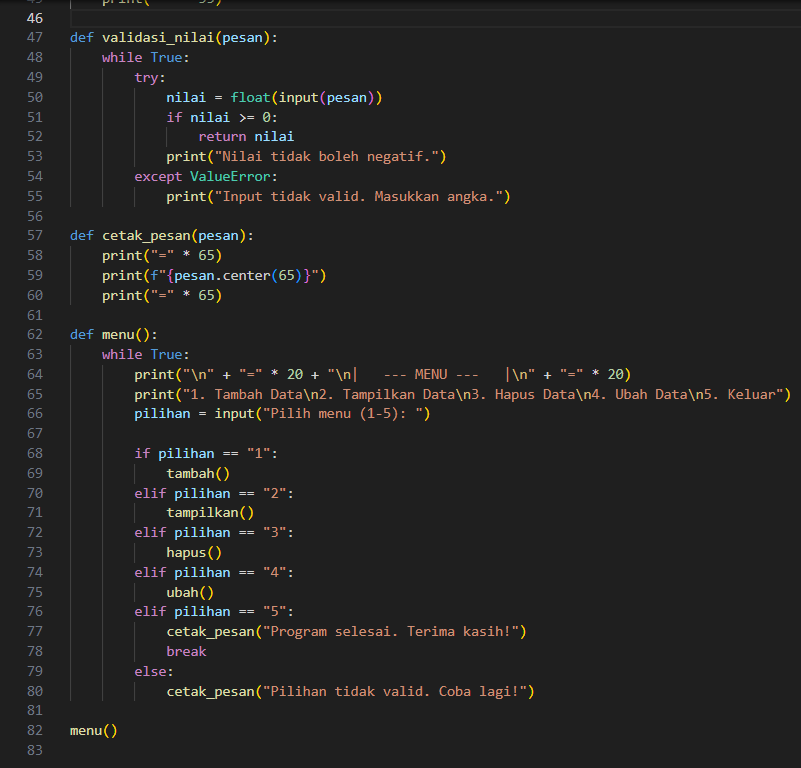 46
47 def validasi_nilai(pesan):
48     while True:
49         try:
50             nilai = float(input(pesan))
51             if nilai >= 0:
52                 return nilai
53             print("Nilai tidak boleh negatif.")
54         except ValueError:
55             print("Input tidak valid. Masukkan angka.")
56
57 def cetak_pesan(pesan):
58     print("=" * 65)
59     print(f"{pesan.center(65)}")
60     print("=" * 65)
61
62 def menu():
63     while True:
64         print("\n" + "=" * 20 + "\n|   --- MENU ---   |\n" + "=" * 20)
65         print("1. Tambah Data\n2. Tampilkan Data\n3. Hapus Data\n4. Ubah Data\n5. Keluar")
66         pilihan = input("Pilih menu (1-5): ")
67
68         if pilihan == "1":
69             tambah()
70         elif pilihan == "2":
71             tampilkan()
72         elif pilihan == "3":
73             hapus()
74         elif pilihan == "4":
75             ubah()
76         elif pilihan == "5":
77             cetak_pesan("Program selesai. Terima kasih!")
78             break
79         else:
80             cetak_pesan("Pilihan tidak valid. Coba lagi!")
81
82 menu()
83